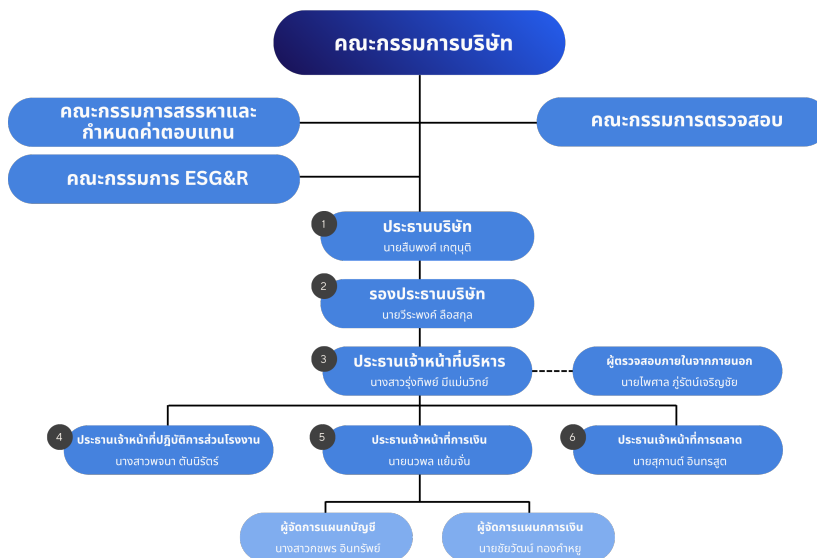 คณะกรรมการบริษัท
คณะกรรมการสรรหาและ
กำหนดค่าตอบแทน
คณะกรรมการตรวจสอบ
คณะกรรมการ ESG&R
1
ประธานบริษัท
นายสืบพงศ์ เกตุนุติ
2
รองประธานบริษัท
นายวีระพงค์ ลือสกุล
3
ประธานเจ้าหน้าที่บริหาร
นางสาวรุ่งทิพย์ มีแม่นวิทย์
ผู้ตรวจสอบภายในจากภายนอก
นายไพศาล ภู่รัตน์เจริญชัย
4
ประธานเจ้าหน้าที่ปฏิบัติการส่วนโรงงาน
นางสาวพจนา ตันนิรัตร์
5
ประธานเจ้าหน้าที่การเงิน
นายนวพล แย้มจั่น
6
ประธานเจ้าหน้าที่การตลาด
นายสุกานต์ อินทรสูต
ผู้จัดการแผนกบัญชี
นางสาวกชพร อินทรัพย์
ผู้จัดการแผนกการเงิน
นายชัยวัฒน์ ทองคำหยู